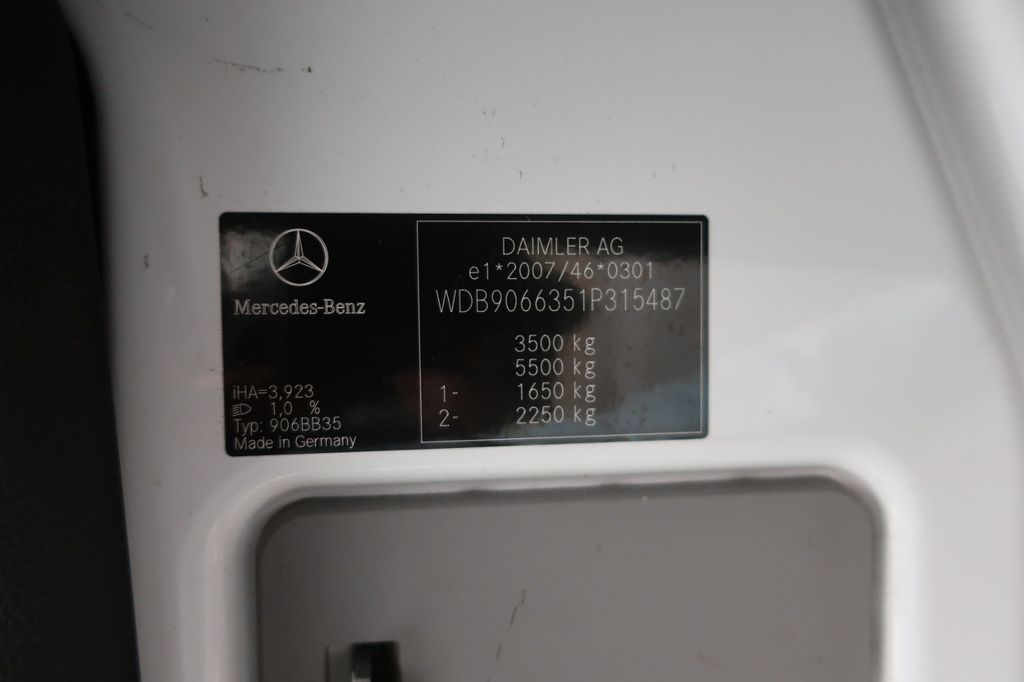 Mercedes-Benz
iHA=3,923
1,0 %
Typ: 906BB35
Made in Germany
DAIMLER AG
e1*2007/46*0301
WDB9066351P315487
3500 kg
5500 kg
1- 1650 kg
2- 2250 kg